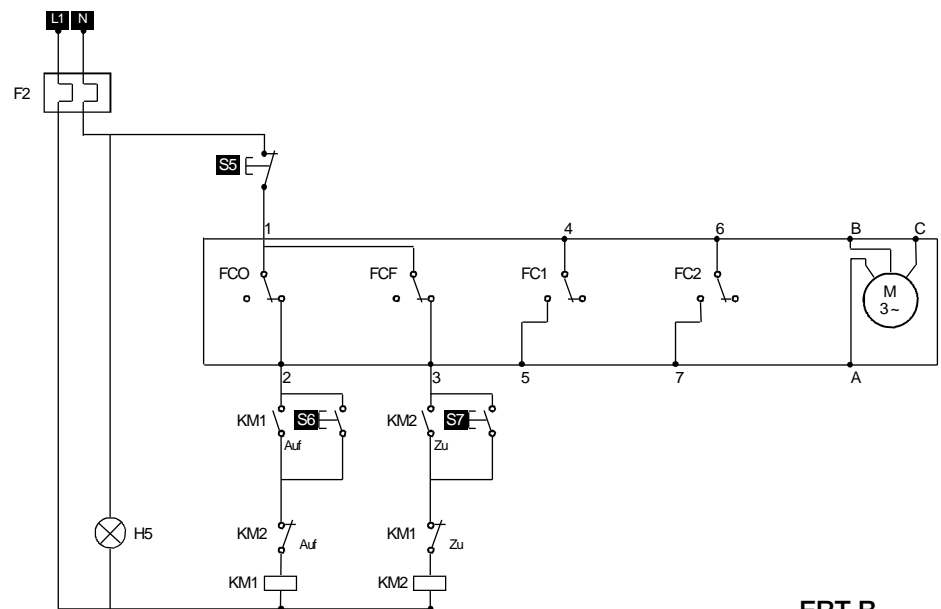 L1 N
F2
S5
1 4 6 B C
FCO FCF FC1 FC2 M
3~
2 3 5 7 A
KM1 S6 KM2 S7
Auf Zu
H5 KM2 KM1
Auf Zu
KM1 KM2